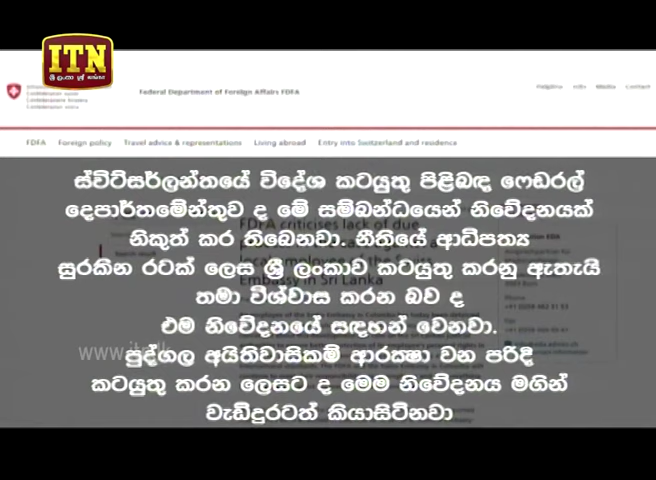 ITN
Federal Department of Foreign Affairs FDFA
FDFA Foreign policy Travel advice & representations Living abroad Entry into Switzerland and residence
ස්විට්සර්ලන්තයේ විදේශ කටයුතු පිළිබඳ ෆෙඩරල්
දෙපාර්තමේන්තුව ද මේ සම්බන්ධයෙන් නිවේදනයක්
නිකුත් කර තිබෙනවා. නීතියේ ආධිපත්‍ය
සුරකින රටක් ලෙස ශ්‍රී ලංකාව කටයුතු කරනු ඇතැයි
තමා විශ්වාස කරන බව ද
එම නිවේදනයේ සඳහන් වෙනවා.
www.itn.lk
පුද්ගල අයිතිවාසිකම් ආරක්‍ෂා වන පරිදි
කටයුතු කරන ලෙසට ද මෙම නිවේදනය මගින්
වැඩිදුරටත් කියාසිටිනවා